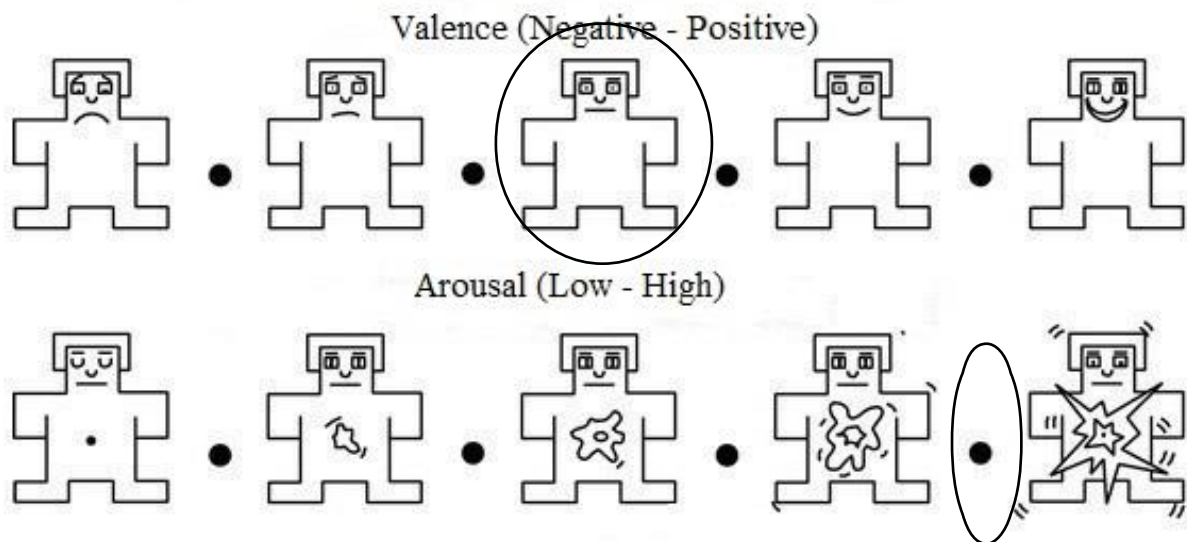 Valence (Negative - Positive)
Arousal (Low - High)